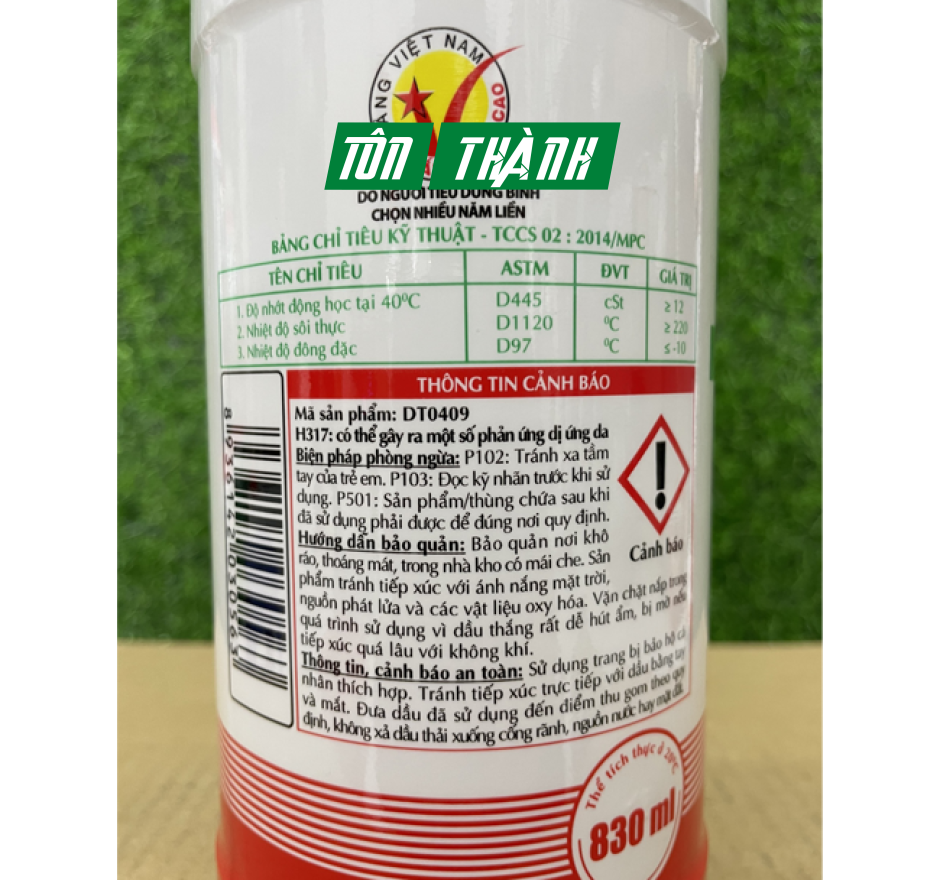 HÀNG VIỆT NAM
CAO
TÔN THÀNH
DO NGƯỜI TIÊU DÙNG BÌNH
CHỌN NHIỀU NĂM LIỀN
BẢNG CHỈ TIÊU KỸ THUẬT - TCCS 02 : 2014/MPC
TÊN CHỈ TIÊU ASTM ĐVT GIÁ TRỊ
1. Độ nhớt động học tại 40⁰C D445 cSt ≥ 12
2. Nhiệt độ sôi thực D1120 ⁰C ≥ 220
3. Nhiệt độ đông đặc D97 ⁰C ≤ -10
THÔNG TIN CẢNH BÁO
Mã sản phẩm: DT0409
H317: có thể gây ra một số phản ứng dị ứng da
Biện pháp phòng ngừa: P102: Tránh xa tầm
tay của trẻ em. P103: Đọc kỹ nhãn trước khi sử
dụng. P501: Sản phẩm/thùng chứa sau khi
đã sử dụng phải được để đúng nơi quy định.
Hướng dẫn bảo quản: Bảo quản nơi khô
ráo, thoáng mát, trong nhà kho có mái che. Sản
phẩm tránh tiếp xúc với ánh nắng mặt trời,
nguồn phát lửa và các vật liệu oxy hóa. Vặn chặt nắp trong
quá trình sử dụng vì dầu thắng rất dễ hút ẩm, bị mờ nếu
tiếp xúc quá lâu với không khí.
Thông tin, cảnh báo an toàn: Sử dụng trang bị bảo hộ cá
nhân thích hợp. Tránh tiếp xúc trực tiếp với dầu bằng tay
và mắt. Đưa dầu đã sử dụng đến điểm thu gom theo quy
định, không xả dầu thải xuống cống rãnh, nguồn nước hay mặt đất.
Cảnh báo
8 936142 030563
Thể tích thực ở 20⁰C
830 ml